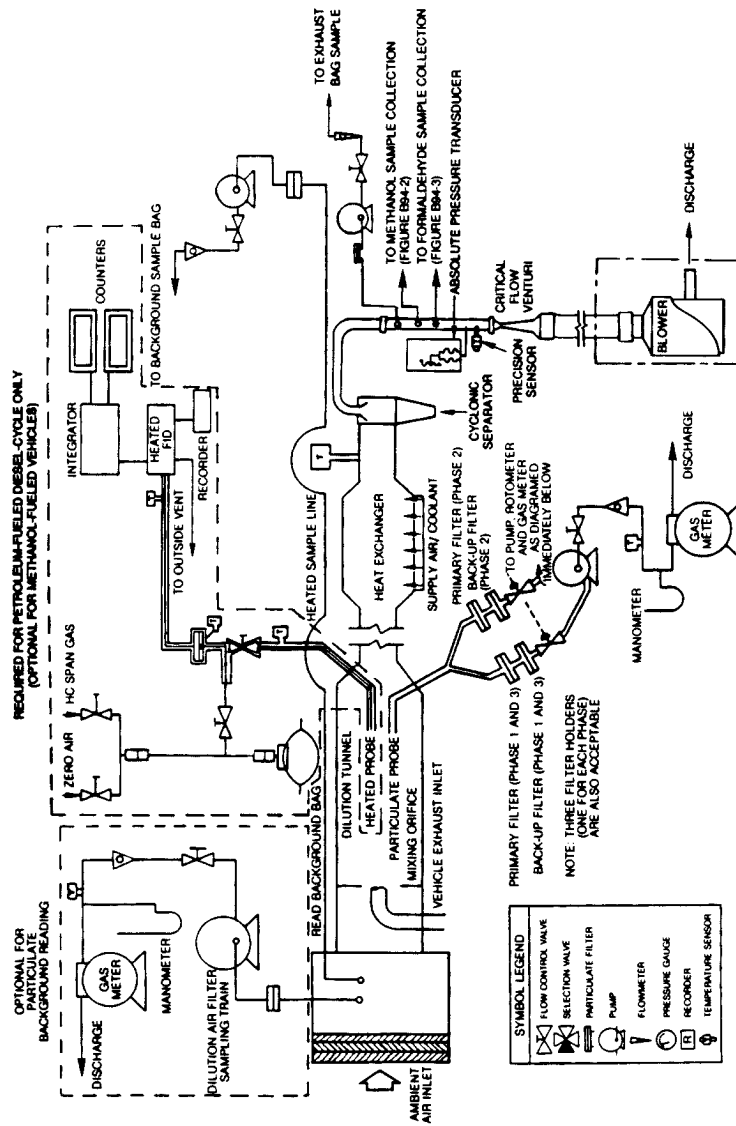 REQUIRED FOR PETROLEUM-FUELED DIESEL-CYCLE ONLY
(OPTIONAL FOR METHANOL-FUELED VEHICLES)
OPTIONAL FOR
PARTICULATE
BACKGROUND READING
DISCHARGE
GAS
METER
MANOMETER
DILUTION AIR FILTER
SAMPLING TRAIN
AMBIENT
AIR INLET
ZERO AIR
HC SPAN GAS
INTEGRATOR
COUNTERS
HEATED
FID
RECORDER
TO OUTSIDE VENT
TO BACKGROUND SAMPLE BAG
TO EXHAUST
BAG SAMPLE
READ BACKGROUND BAG
DILUTION TUNNEL
HEATED PROBE
PARTICULATE PROBE
MIXING ORIFICE
VEHICLE EXHAUST INLET
HEATED SAMPLE LINE
T
HEAT EXCHANGER
SUPPLY AIR/ COOLANT
CYCLONIC
SEPARATOR
TO METHANOL SAMPLE COLLECTION
(FIGURE B94-2)
TO FORMALDEHYDE SAMPLE COLLECTION
(FIGURE B94-3)
ABSOLUTE PRESSURE TRANSDUCER
PRECISION
SENSOR
CRITICAL
FLOW
VENTURI
BLOWER
DISCHARGE
PRIMARY FILTER (PHASE 2)
BACK-UP FILTER
(PHASE 2)
TO PUMP, ROTOMETER
AND GAS METER
AS DIAGRAMED
IMMEDIATELY BELOW
PRIMARY FILTER (PHASE 1 AND 3)
BACK-UP FILTER (PHASE 1 AND 3)
NOTE: THREE FILTER HOLDERS
(ONE FOR EACH PHASE)
ARE ALSO ACCEPTABLE
MANOMETER
GAS
METER
DISCHARGE
SYMBOL LEGEND
FLOW CONTROL VALVE
SELECTION VALVE
PARTICULATE FILTER
PUMP
FLOWMETER
PRESSURE GAUGE
R RECORDER
TEMPERATURE SENSOR